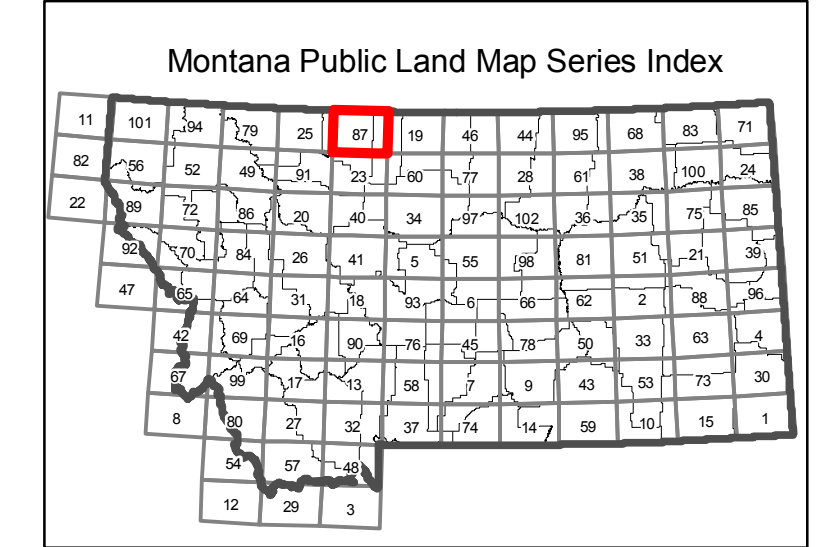 Montana Public Land Map Series Index
11 101 94 79 25 87 19 46 44 95 68 83 71
82 56 52 49 91 23 60 77 28 61 38 100 24
22 89 72 86 20 40 34 97 102 36 35 75 85
92 70 84 26 41 5 55 98 81 51 21 39
47 65 64 31 18 93 6 66 62 2 88 96
42 69 16 90 76 45 78 50 33 63 4
67 99 17 13 58 7 9 43 53 73 30
8 80 27 32 37 74 14 59 10 15 1
54 57 48
12 29 3